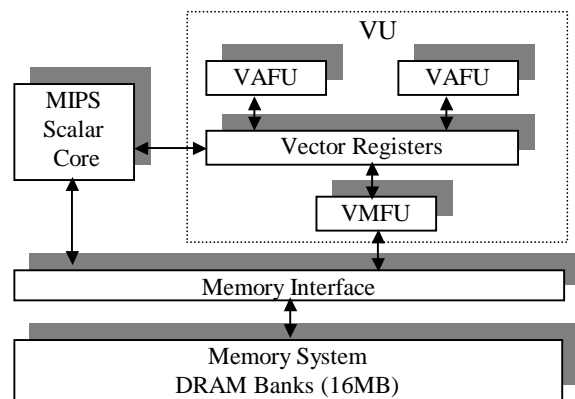 VU
VAFU
VAFU
MIPS
Scalar
Core
Vector Registers
VMFU
Memory Interface
Memory System
DRAM Banks (16MB)